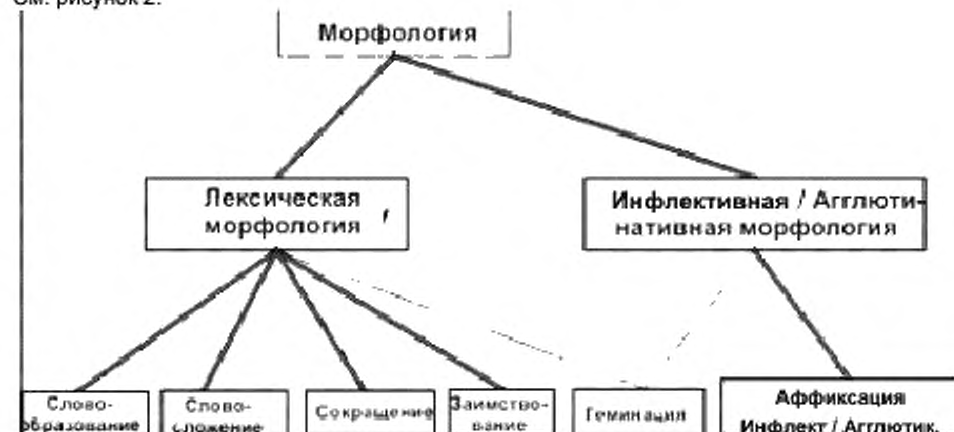 См. рисунок 2.
Морфология
Лексическая
морфология
Инфлективная / Агглюти-
нативная морфология
Слово-
образование
Слово-
сложение
Сокращение
Заимство-
вание
Геминация
Аффиксация
Инфлект / Агглютик.